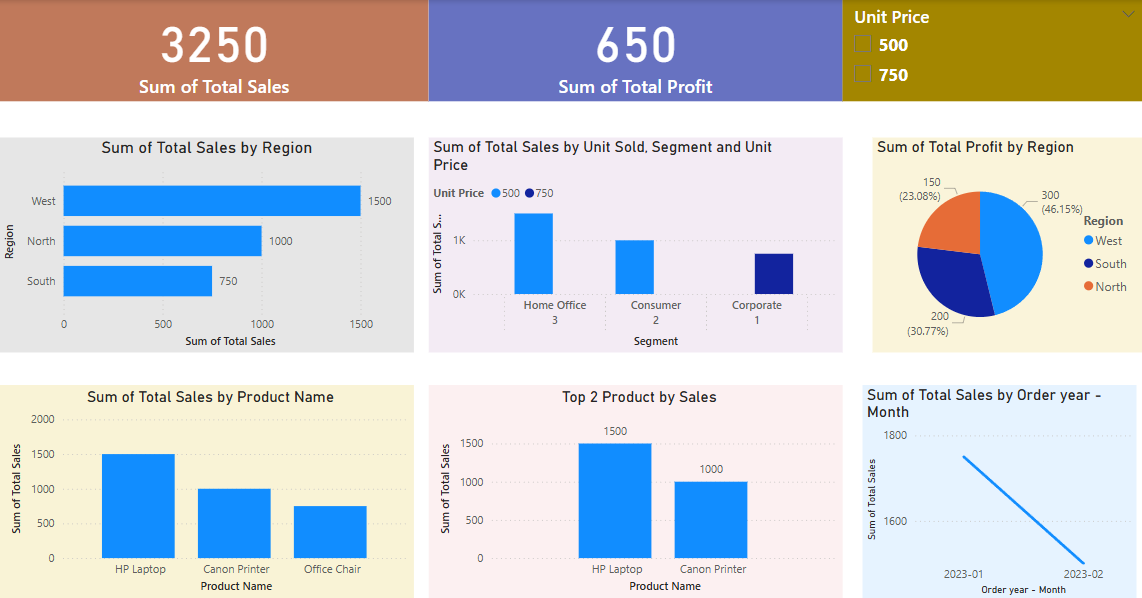 3250
Sum of Total Sales
650
Sum of Total Profit
Unit Price
500
750
Sum of Total Sales by Region
Region
West
1500
North
1000
South
750
0
500
1000
1500
Sum of Total Sales
Sum of Total Sales by Unit Sold, Segment and Unit
Price
Unit Price 500 750
Sum of Total S...
1K
0K
Home Office
Consumer
Corporate
3
2
1
Segment
Sum of Total Profit by Region
150
(23.08%)
300
(46.15%)
200
(30.77%)
Region
West
South
North
Sum of Total Sales by Product Name
Sum of Total Sales
2000
1500
1000
500
0
HP Laptop
Canon Printer
Office Chair
Product Name
Top 2 Product by Sales
Sum of Total Sales
1500
1000
500
0
1500
1000
HP Laptop
Canon Printer
Product Name
Sum of Total Sales by Order year -
Month
Sum of Total Sales
1800
1600
2023-01
2023-02
Order year - Month